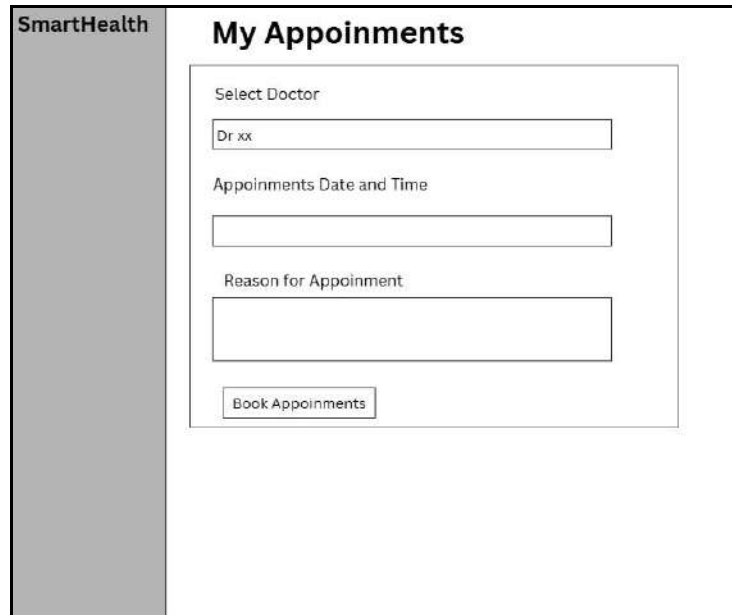 SmartHealth
My Appoinments
Select Doctor
Dr xx
Appoinments Date and Time
Reason for Appoinment
Book Appoinments